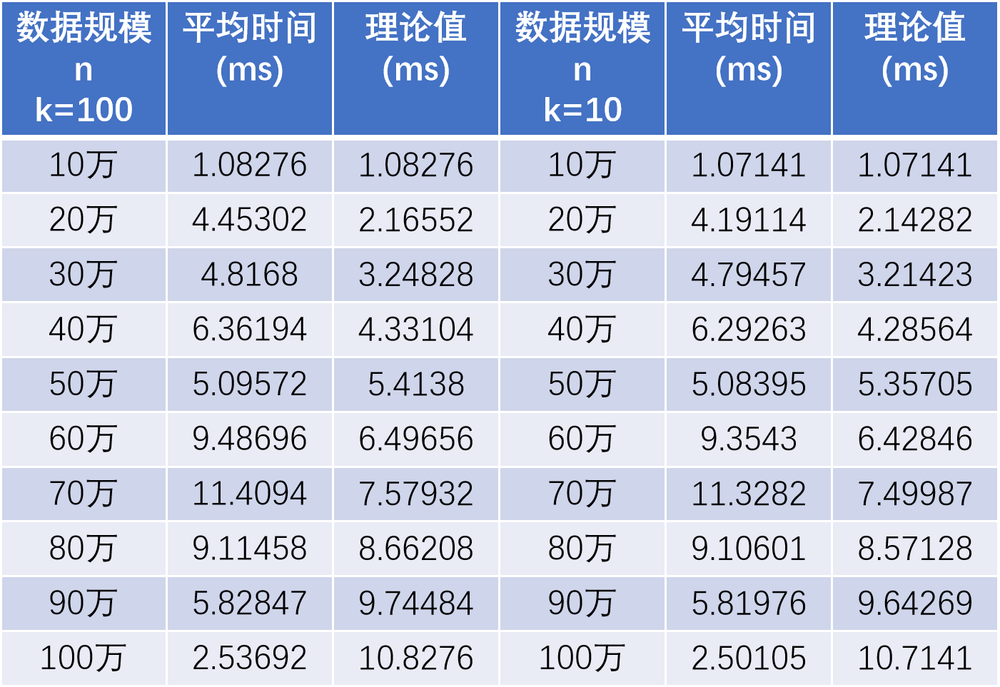 数据规模 平均时间 理论值 数据规模 平均时间 理论值
n (ms) (ms) n (ms) (ms)
k=100 k=10
10万 1.08276 1.08276 10万 1.07141 1.07141
20万 4.45302 2.16552 20万 4.19114 2.14282
30万 4.8168 3.24828 30万 4.79457 3.21423
40万 6.36194 4.33104 40万 6.29263 4.28564
50万 5.09572 5.4138 50万 5.08395 5.35705
60万 9.48696 6.49656 60万 9.3543 6.42846
70万 11.4094 7.57932 70万 11.3282 7.49987
80万 9.11458 8.66208 80万 9.10601 8.57128
90万 5.82847 9.74484 90万 5.81976 9.64269
100万 2.53692 10.8276 100万 2.50105 10.7141